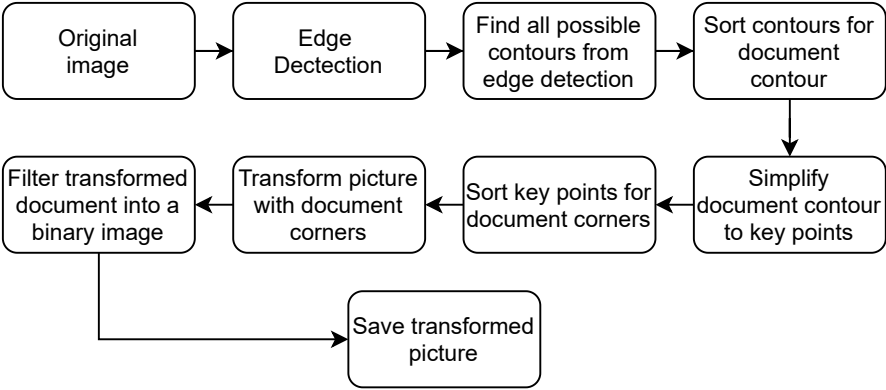 Original
image
Edge
Dectection
Find all possible
contours from
edge detection
Sort contours for
document
contour
Simplify
document contour
to key points
Sort key points for
document corners
Transform picture
with document
corners
Filter transformed
document into a
binary image
Save transformed
picture